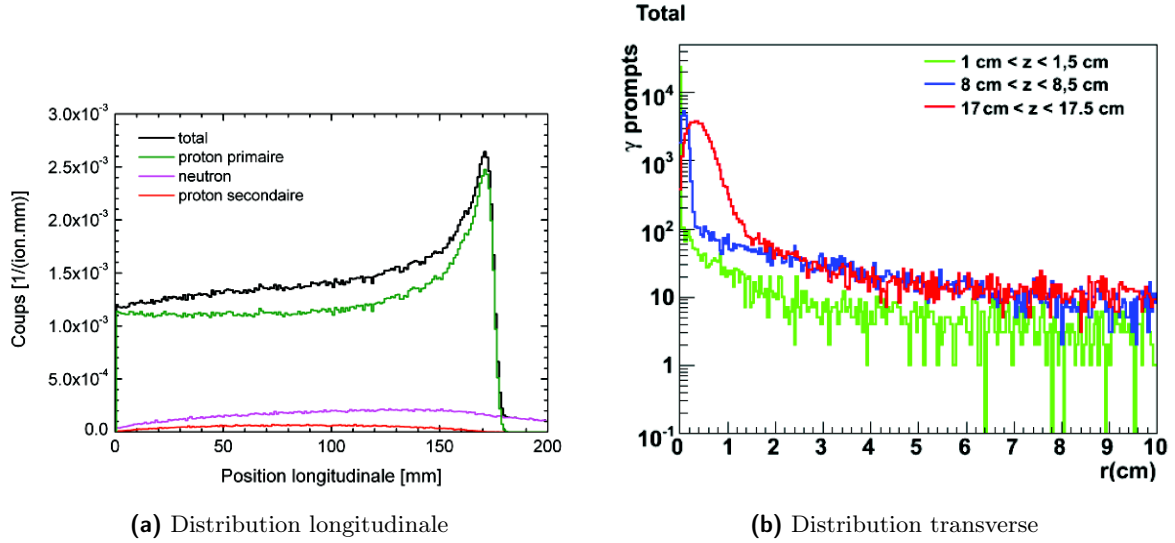 Coups [1/(ion.mm)]
3.0x10⁻³
2.5x10⁻³
2.0x10⁻³
1.5x10⁻³
1.0x10⁻³
5.0x10⁻⁴
0.0
total
proton primaire
neutron
proton secondaire
0 50 100 150 200
Position longitudinale [mm]
(a) Distribution longitudinale
Total
γ prompts
10⁴
10³
10²
10
1
10⁻¹
1 cm < z < 1,5 cm
8 cm < z < 8,5 cm
17 cm < z < 17.5 cm
0 1 2 3 4 5 6 7 8 9 10
r(cm)
(b) Distribution transverse